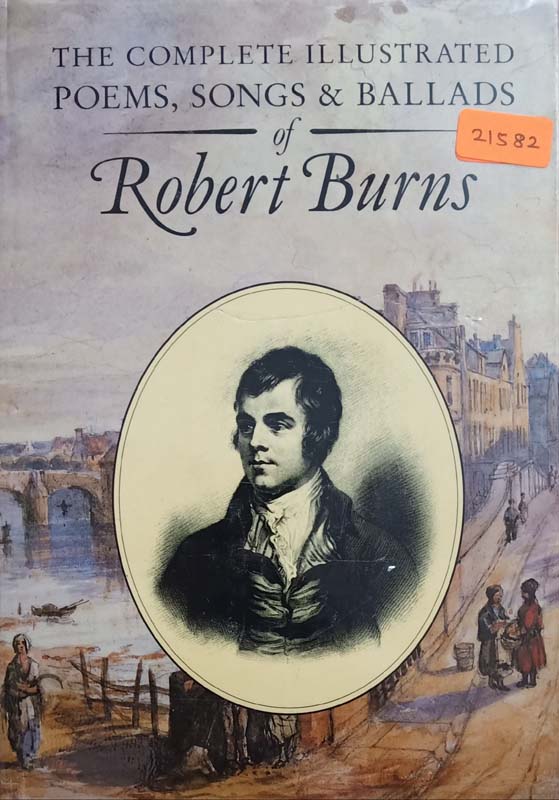 THE COMPLETE ILLUSTRATED
POEMS, SONGS & BALLADS
21582
of
Robert Burns